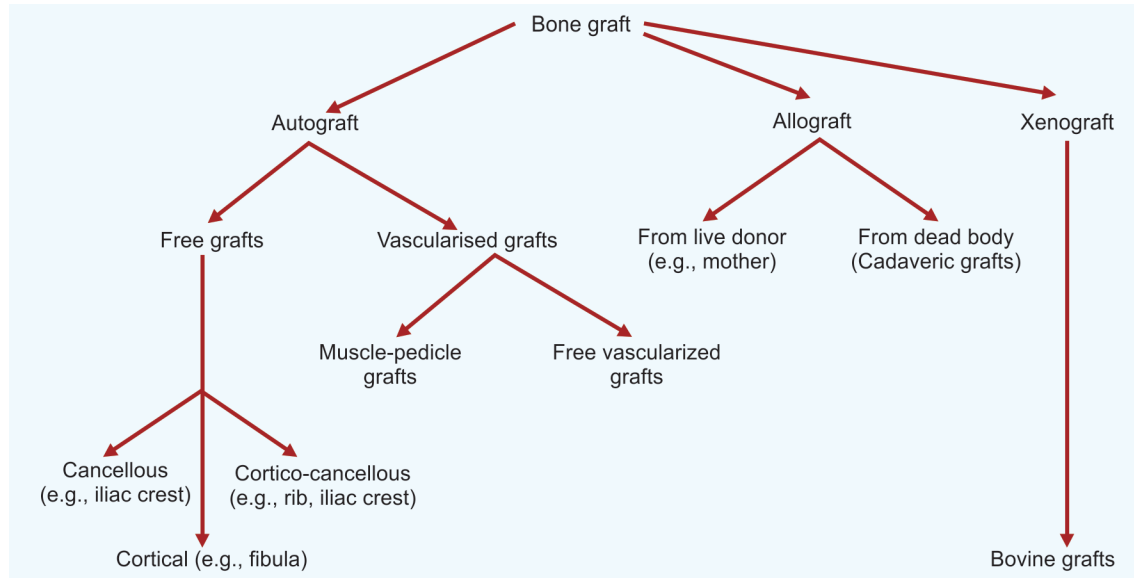 Bone graft
Autograft
Allograft
Xenograft
Free grafts
Vascularised grafts
From live donor
(e.g., mother)
From dead body
(Cadaveric grafts)
Muscle-pedicle
grafts
Free vascularized
grafts
Cancellous
(e.g., iliac crest)
Cortico-cancellous
(e.g., rib, iliac crest)
Cortical (e.g., fibula)
Bovine grafts